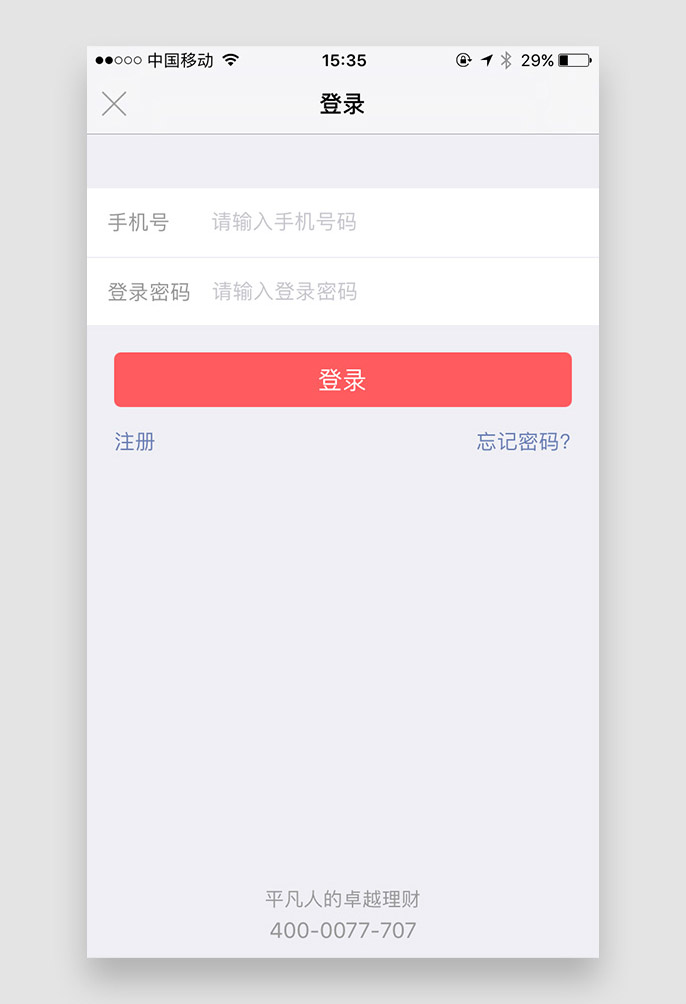 中国移动 15:35 29%
登录
手机号 请输入手机号码
登录密码 请输入登录密码
登录
注册 忘记密码?
平凡人的卓越理财
400-0077-707